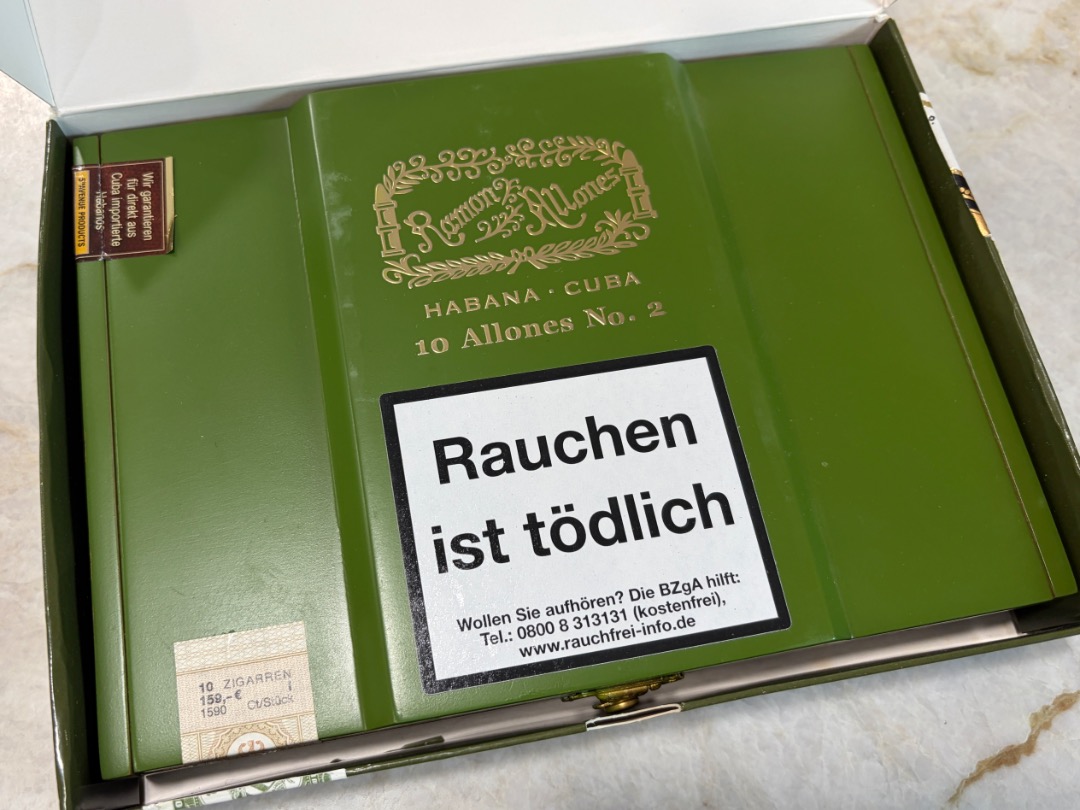 Wir garantieren
für direkt aus
Cuba importierte
Habanos
5THAVENUE PRODUCTS
Ramon Allones
HABANA · CUBA
10 Allones No. 2
Rauchen
ist tödlich
Wollen Sie aufhören? Die BZgA hilft:
Tel.: 0800 8 313131 (kostenfrei),
www.rauchfrei-info.de
10 ZIGARREN
159,-€ I
1590 Ct/Stück